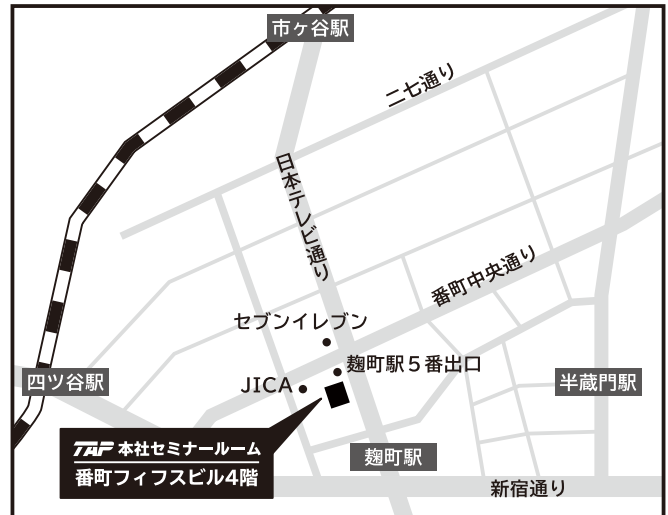 市ヶ谷駅
二七通り
日本テレビ通り
番町中央通り
セブンイレブン
麹町駅5番出口
JICA
四ツ谷駅
半蔵門駅
TAP 本社セミナールーム
番町フィフスビル4階
麹町駅
新宿通り